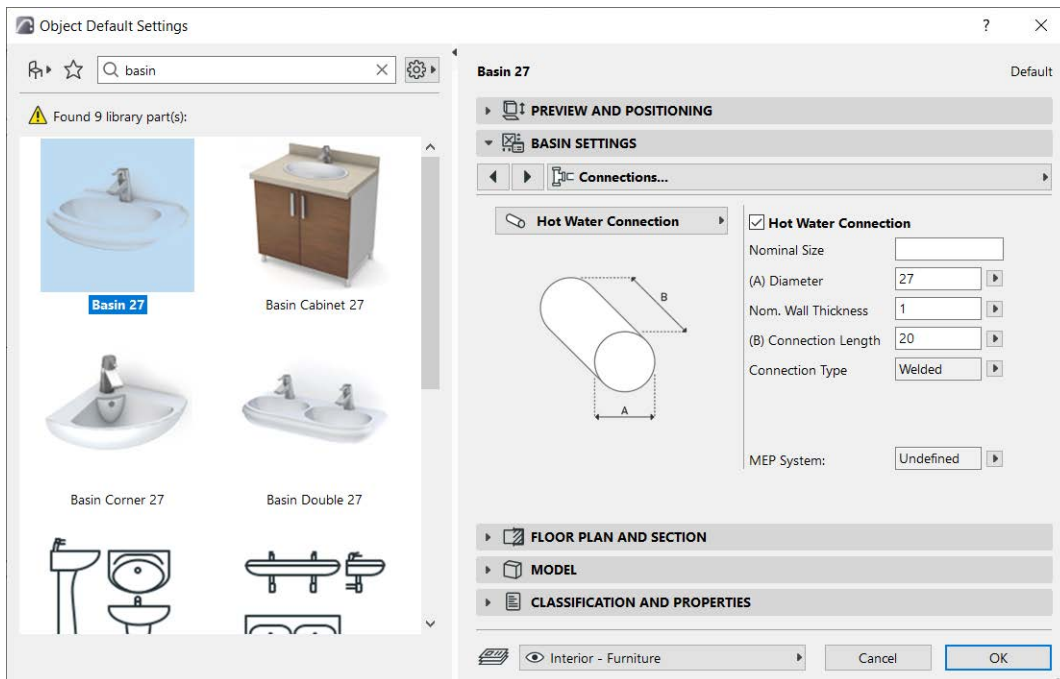 Object Default Settings
?
basin
Found 9 library part(s):
Basin 27
Basin Cabinet 27
Basin Corner 27
Basin Double 27
Basin 27
Default
PREVIEW AND POSITIONING
BASIN SETTINGS
Connections...
Hot Water Connection
B
A
Hot Water Connection
Nominal Size
(A) Diameter
27
Nom. Wall Thickness
1
(B) Connection Length
20
Connection Type
Welded
MEP System:
Undefined
FLOOR PLAN AND SECTION
MODEL
CLASSIFICATION AND PROPERTIES
Interior - Furniture
Cancel
OK